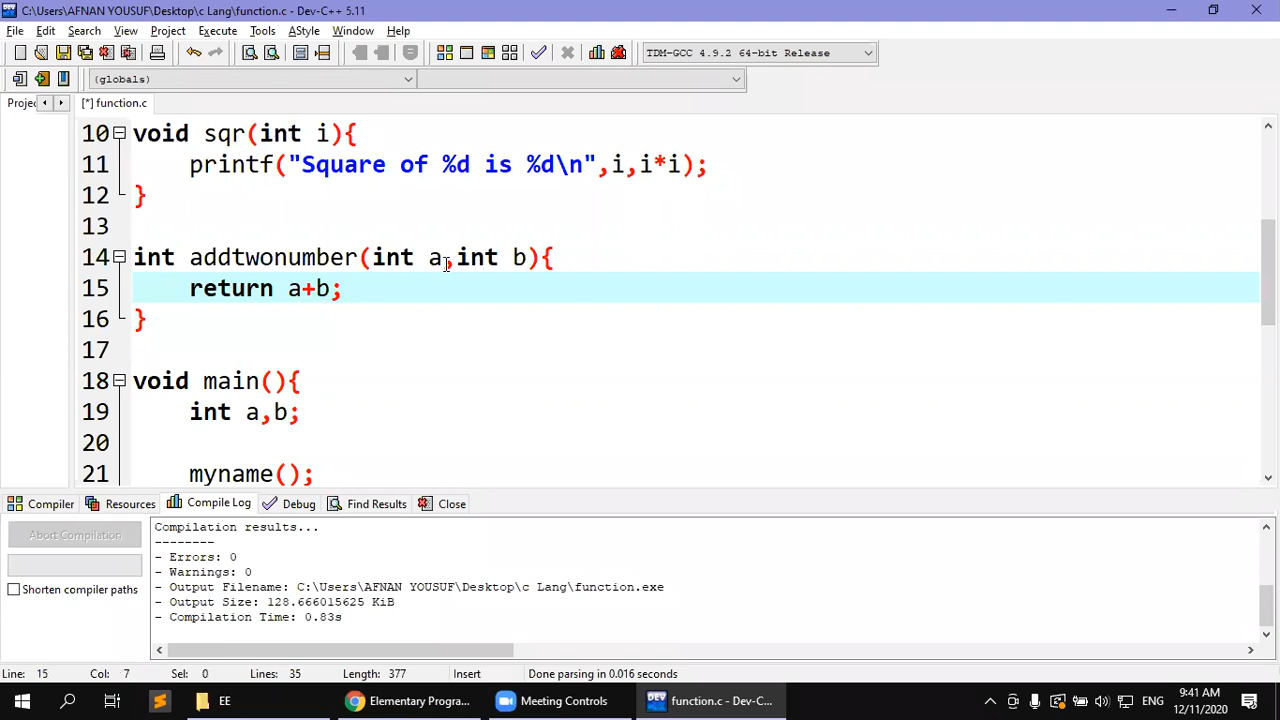 C:\Users\AFNAN YOUSUF\Desktop\c Lang\function.c - Dev-C++ 5.11
File Edit Search View Project Execute Tools AStyle Window Help
TDM-GCC 4.9.2 64-bit Release
(globals)
Projec [*] function.c
10 void sqr(int i){
11 printf("Square of %d is %d\n",i,i*i);
12 }
13
14 int addtwonumber(int a,int b){
15 return a+b;
16 }
17
18 void main(){
19 int a,b;
20
21 myname();
Compiler Resources Compile Log Debug Find Results Close
Abort Compilation
Shorten compiler paths
Compilation results...
--------
- Errors: 0
- Warnings: 0
- Output Filename: C:\Users\AFNAN YOUSUF\Desktop\c Lang\function.exe
- Output Size: 128.666015625 KiB
- Compilation Time: 0.83s
Line: 15 Col: 7 Sel: 0 Lines: 35 Length: 377 Insert Done parsing in 0.016 seconds
EE Elementary Progra... Meeting Controls function.c - Dev-C... ENG 9:41 AM
12/11/2020